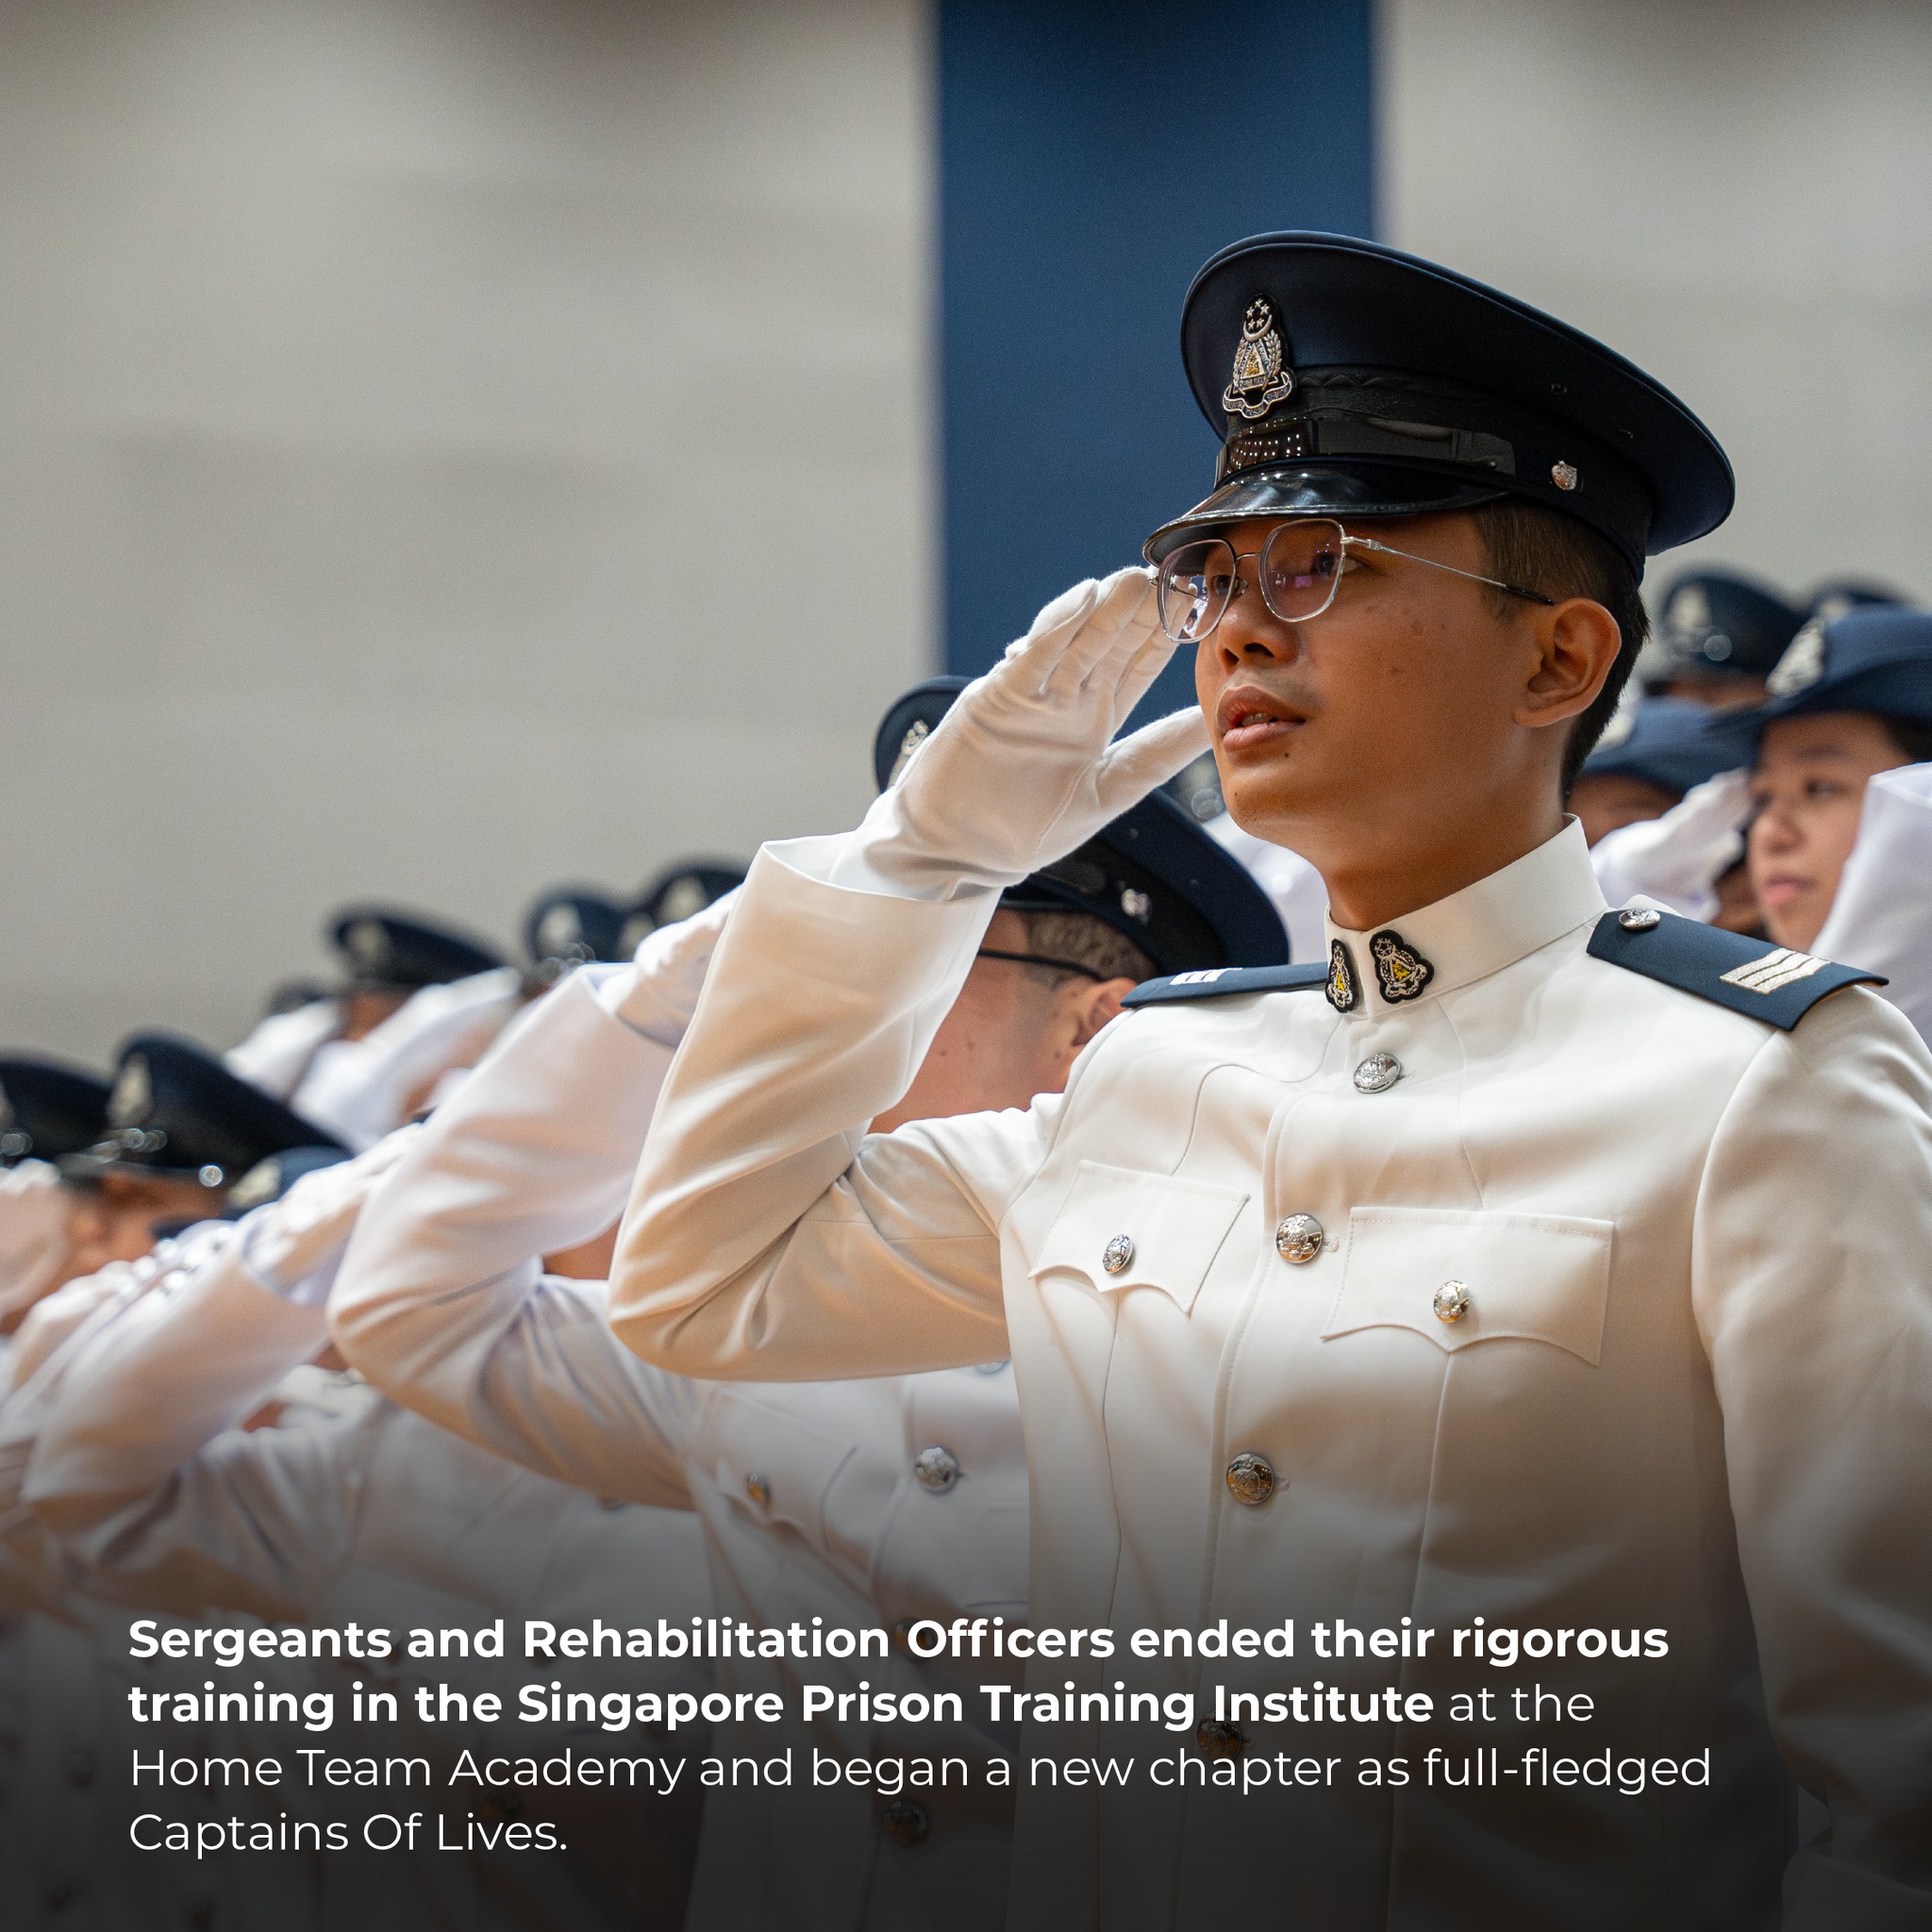 Sergeants and Rehabilitation Officers ended their rigorous
training in the Singapore Prison Training Institute at the
Home Team Academy and began a new chapter as full-fledged
Captains Of Lives.